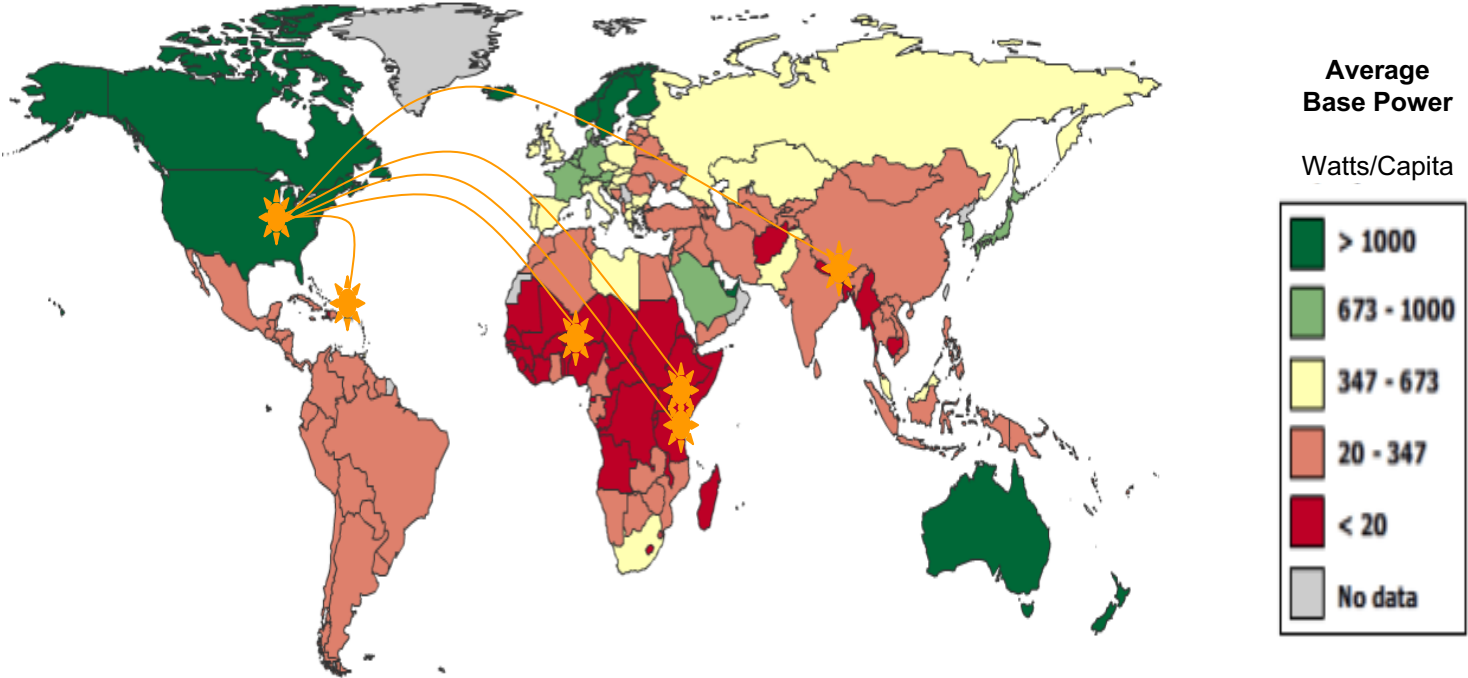 Average
Base Power
Watts/Capita
> 1000
673 - 1000
347 - 673
20 - 347
< 20
No data